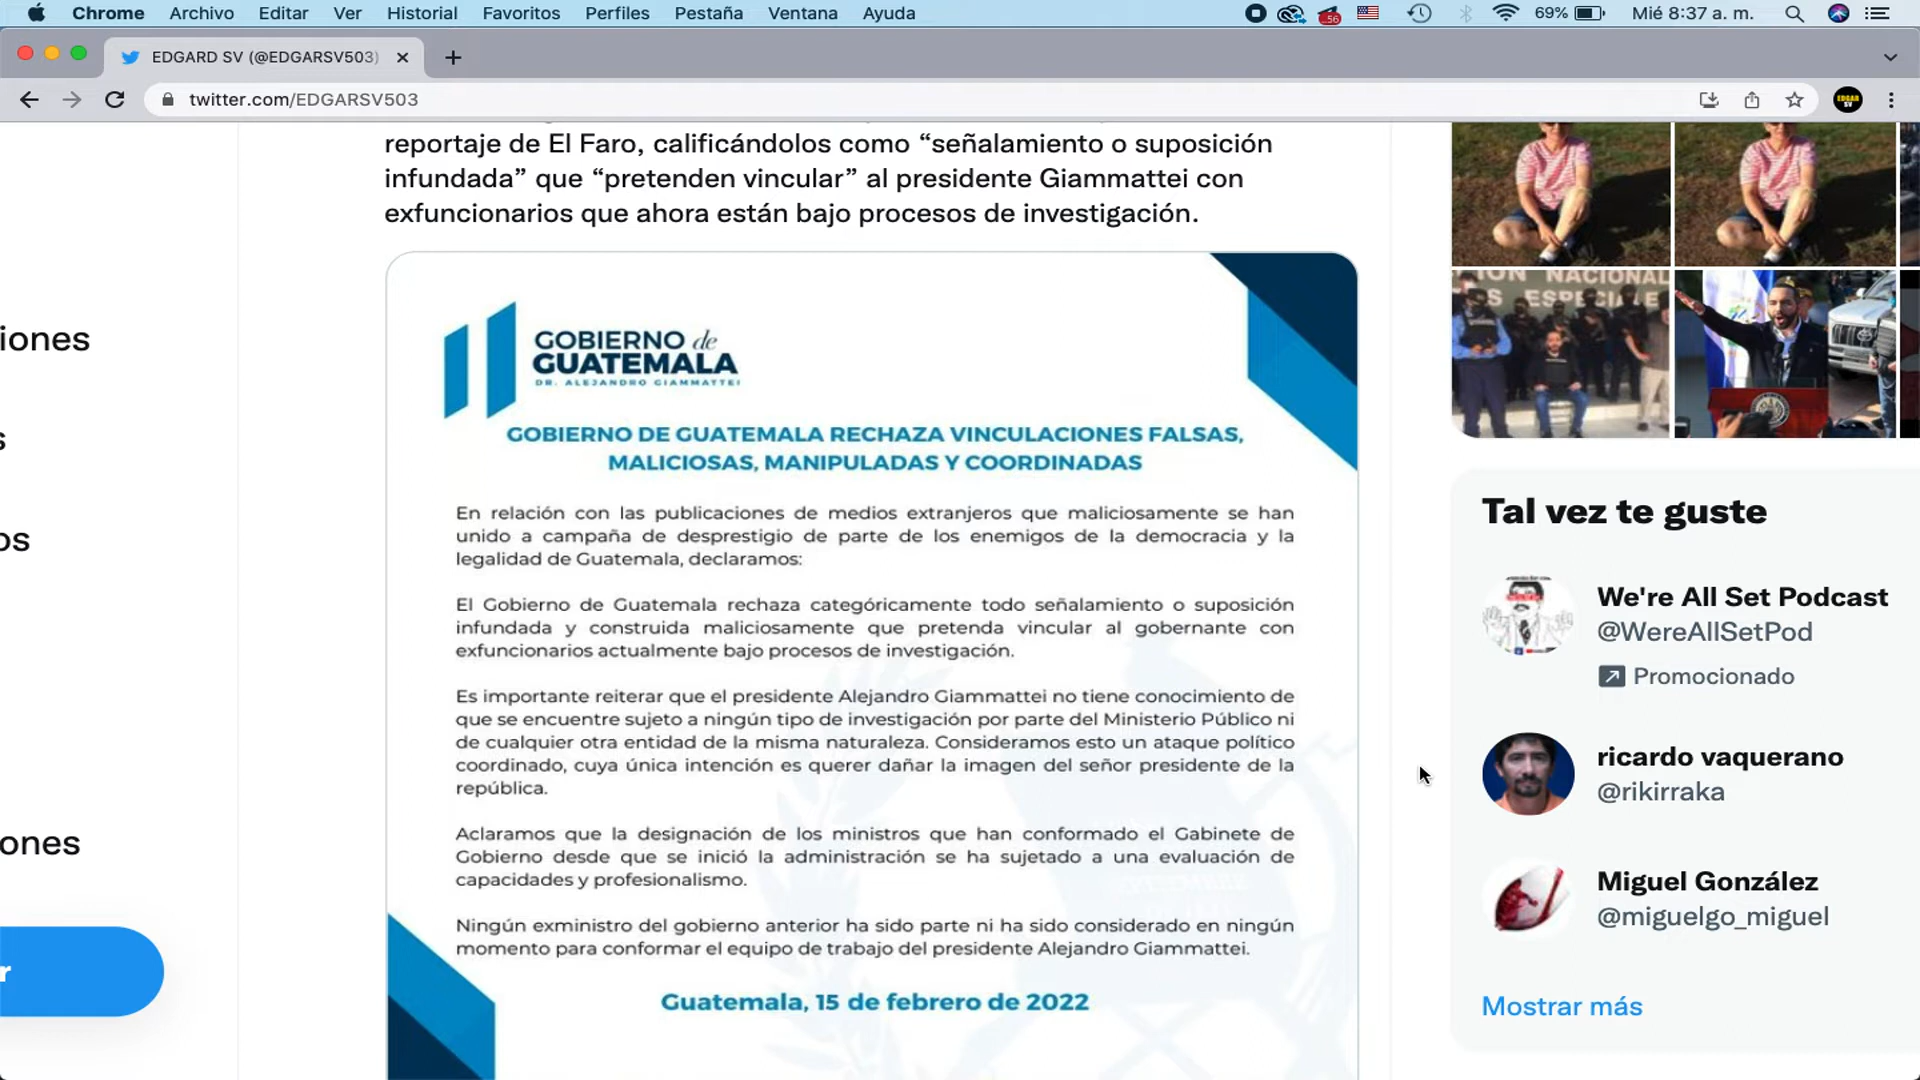 Chrome Archivo Editar Ver Historial Favoritos Perfiles Pestaña Ventana Ayuda 56 69% Mié 8:37 a. m.
EDGARD SV (@EDGARSV503)
twitter.com/EDGARSV503
EDGAR SV
reportaje de El Faro, calificándolos como “señalamiento o suposición
infundada” que “pretenden vincular” al presidente Giammattei con
exfuncionarios que ahora están bajo procesos de investigación.
GOBIERNO de
GUATEMALA
DR. ALEJANDRO GIAMMATTEI
GOBIERNO DE GUATEMALA RECHAZA VINCULACIONES FALSAS,
MALICIOSAS, MANIPULADAS Y COORDINADAS
En relación con las publicaciones de medios extranjeros que maliciosamente se han
unido a campaña de desprestigio de parte de los enemigos de la democracia y la
legalidad de Guatemala, declaramos:
El Gobierno de Guatemala rechaza categóricamente todo señalamiento o suposición
infundada y construida maliciosamente que pretenda vincular al gobernante con
exfuncionarios actualmente bajo procesos de investigación.
Es importante reiterar que el presidente Alejandro Giammattei no tiene conocimiento de
que se encuentre sujeto a ningún tipo de investigación por parte del Ministerio Público ni
de cualquier otra entidad de la misma naturaleza. Consideramos esto un ataque político
coordinado, cuya única intención es querer dañar la imagen del señor presidente de la
república.
Aclaramos que la designación de los ministros que han conformado el Gabinete de
Gobierno desde que se inició la administración se ha sujetado a una evaluación de
capacidades y profesionalismo.
Ningún exministro del gobierno anterior ha sido parte ni ha sido considerado en ningún
momento para conformar el equipo de trabajo del presidente Alejandro Giammattei.
Guatemala, 15 de febrero de 2022
iones
s
os
ones
r
ION NACIONAL
S ESPECIALE
Tal vez te guste
We're All Set Podcast
@WereAllSetPod
Promocionado
ricardo vaquerano
@rikirraka
Miguel González
@miguelgo_miguel
Mostrar más